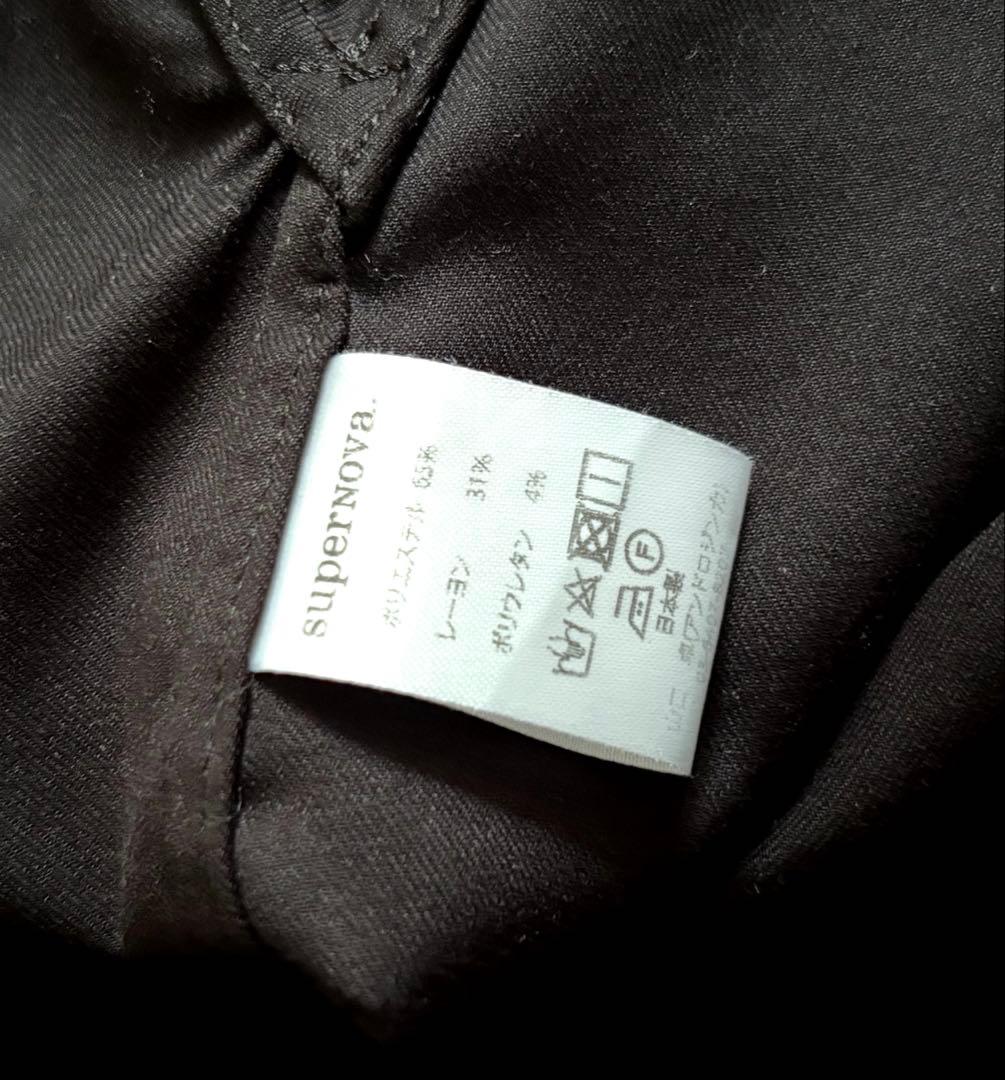 superNova.
ポリエステル 65%
レーヨン 31%
ポリウレタン 4%
F
日本製